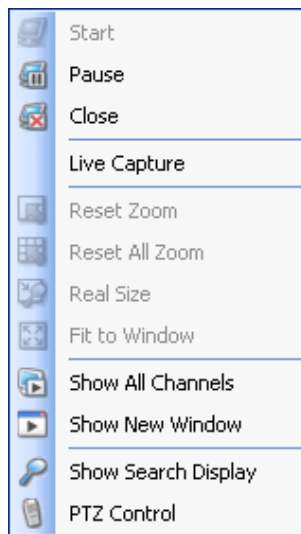 Start
Pause
Close
Live Capture
Reset Zoom
Reset All Zoom
Real Size
Fit to Window
Show All Channels
Show New Window
Show Search Display
PTZ Control